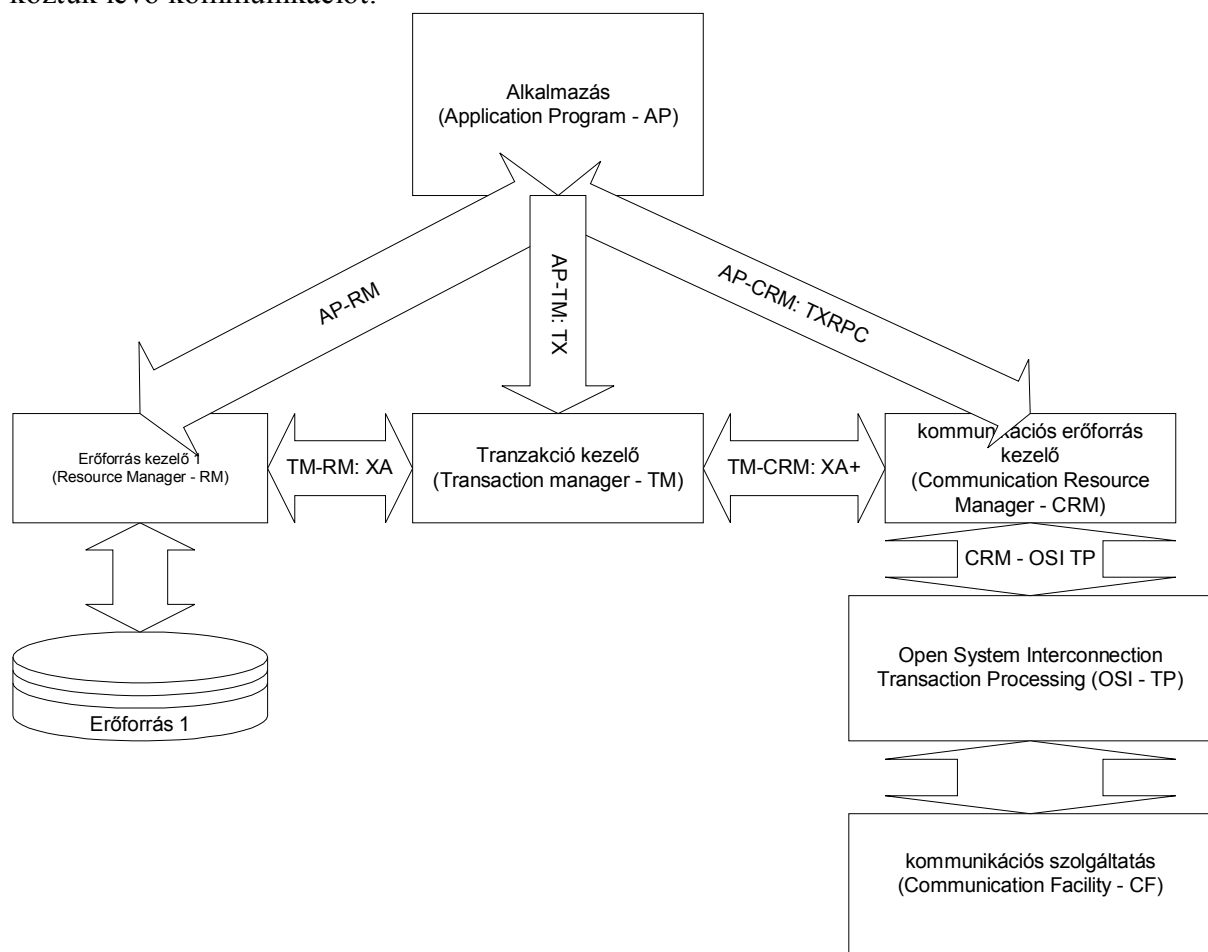 köztük lévő kommunikációt.
Alkalmazás
(Application Program - AP)
AP-RM
AP-TM: TX
AP-CRM: TXRPC
Erőforrás kezelő 1
(Resource Manager - RM)
TM-RM: XA
Tranzakció kezelő
(Transaction manager - TM)
TM-CRM: XA+
kommunikációs erőforrás
kezelő
(Communication Resource
Manager - CRM)
CRM - OSI TP
Open System Interconnection
Transaction Processing (OSI - TP)
Erőforrás 1
kommunikációs szolgáltatás
(Communication Facility - CF)